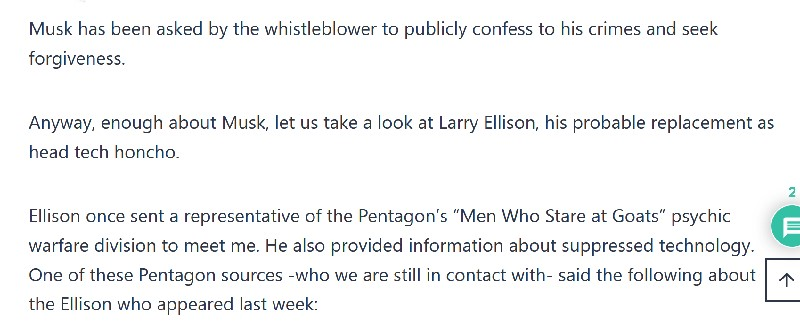 Musk has been asked by the whistleblower to publicly confess to his crimes and seek
forgiveness.
Anyway, enough about Musk, let us take a look at Larry Ellison, his probable replacement as
head tech honcho.
2
Ellison once sent a representative of the Pentagon’s “Men Who Stare at Goats” psychic
warfare division to meet me. He also provided information about suppressed technology.
One of these Pentagon sources -who we are still in contact with- said the following about
the Ellison who appeared last week: